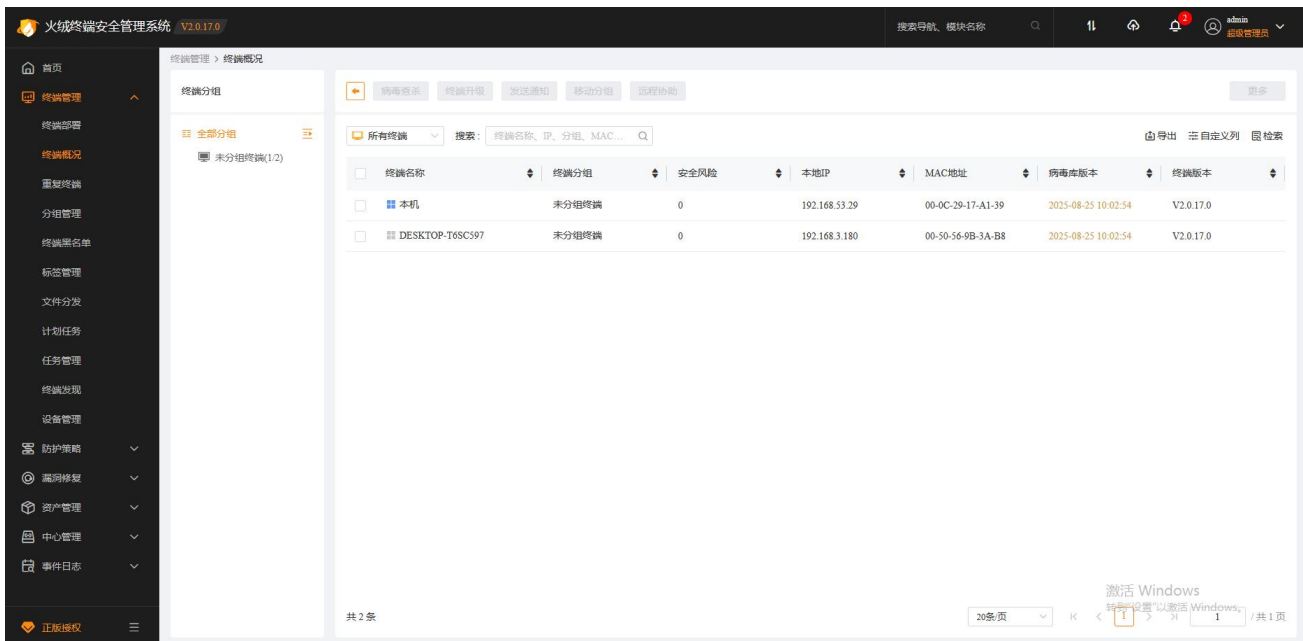 火绒终端安全管理系统 V2.0.17.0 搜索导航、模块名称 2 admin 超级管理员
首页
终端管理
终端部署
终端概况
重复终端
分组管理
终端黑名单
标签管理
文件分发
计划任务
任务管理
终端发现
设备管理
防护策略
漏洞修复
资产管理
中心管理
事件日志
正版授权
终端管理 > 终端概况
终端分组
全部分组
未分组终端(1/2)
病毒查杀 终端升级 发送通知 移动分组 远程协助 更多
所有终端 搜索: 终端名称、IP、分组、MAC... 导出 自定义列 检索
终端名称 终端分组 安全风险 本地IP MAC地址 病毒库版本 终端版本
本机 未分组终端 0 192.168.53.29 00-0C-29-17-A1-39 2025-08-25 10:02:54 V2.0.17.0
DESKTOP-T6SC597 未分组终端 0 192.168.3.180 00-50-56-9B-3A-B8 2025-08-25 10:02:54 V2.0.17.0
激活 Windows
转到"设置"以激活 Windows。
共 2 条 20条/页 1 1 / 共 1 页